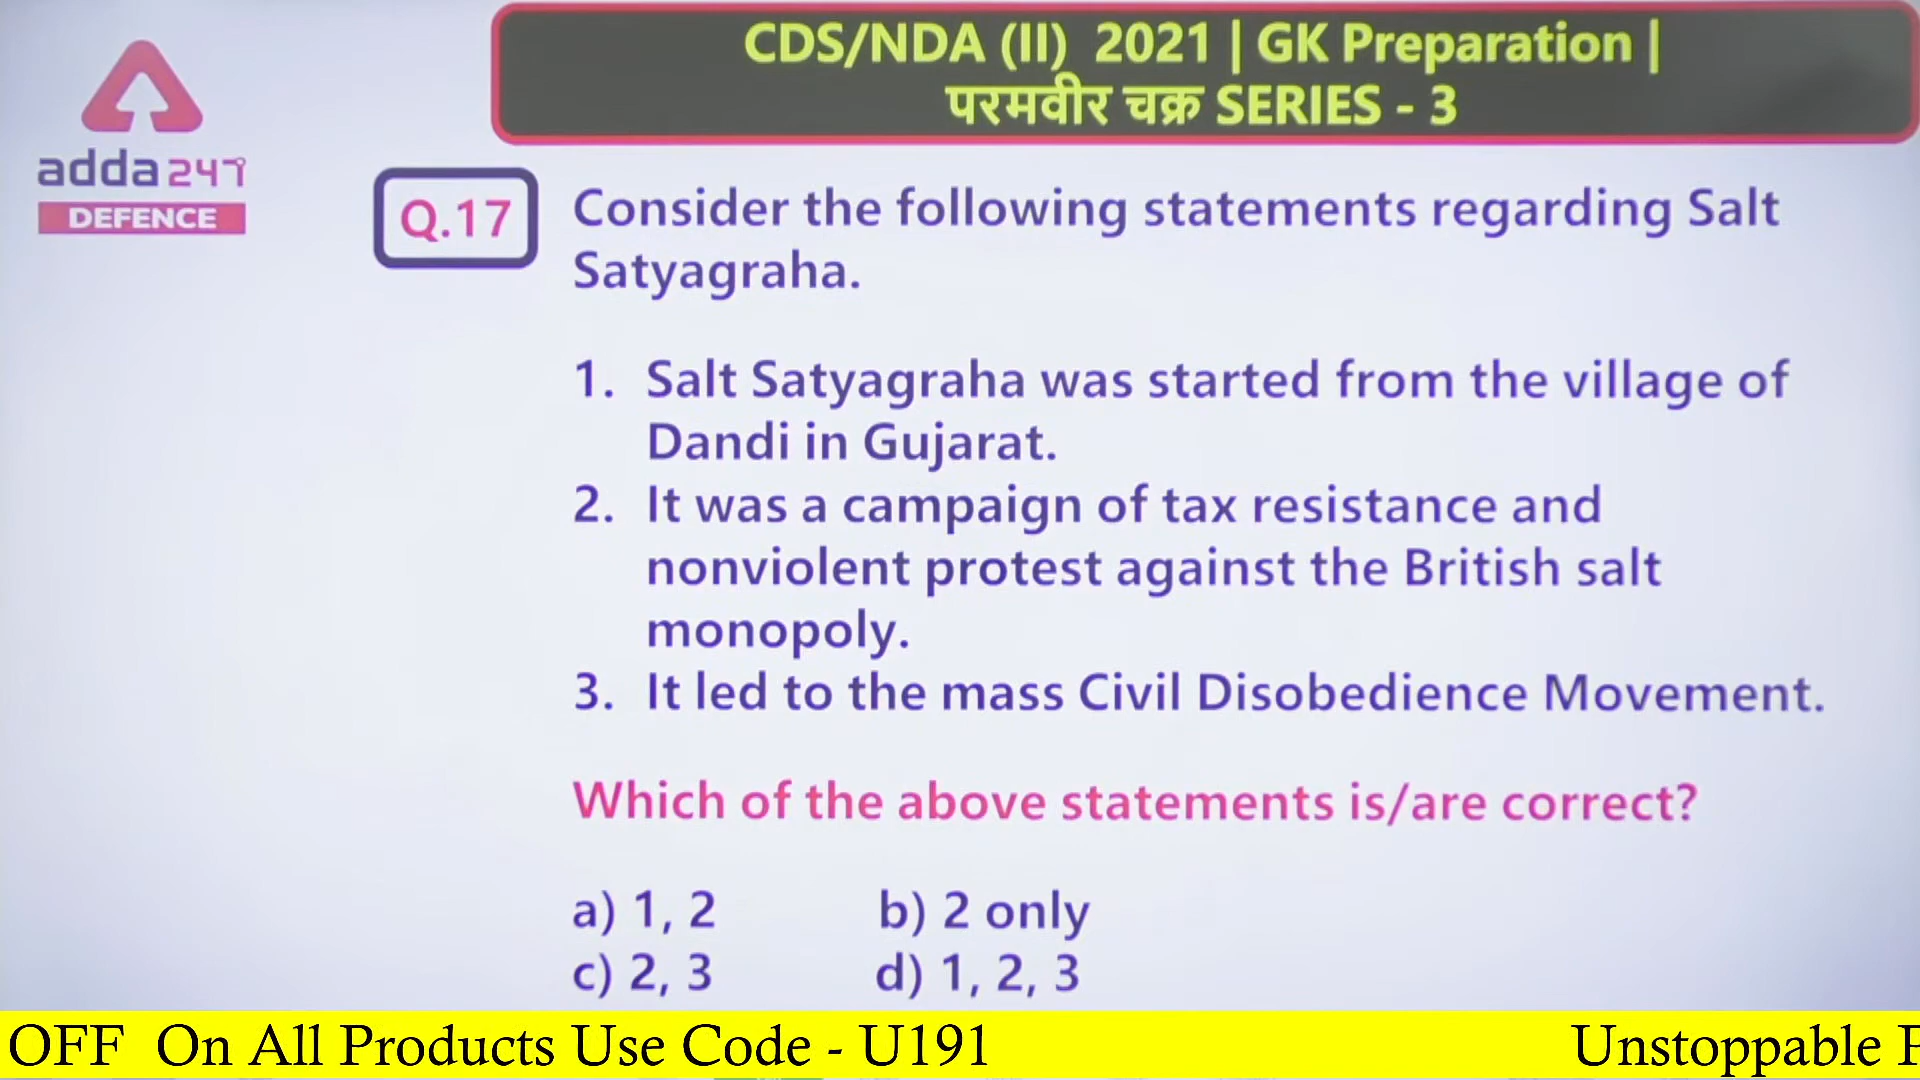 CDS/NDA (II) 2021 | GK Preparation |
परमवीर चक्र SERIES - 3
adda247
DEFENCE
Q.17
Consider the following statements regarding Salt
Satyagraha.
1. Salt Satyagraha was started from the village of
Dandi in Gujarat.
2. It was a campaign of tax resistance and
nonviolent protest against the British salt
monopoly.
3. It led to the mass Civil Disobedience Movement.
Which of the above statements is/are correct?
a) 1, 2 b) 2 only
c) 2, 3 d) 1, 2, 3
OFF On All Products Use Code - U191 Unstoppable